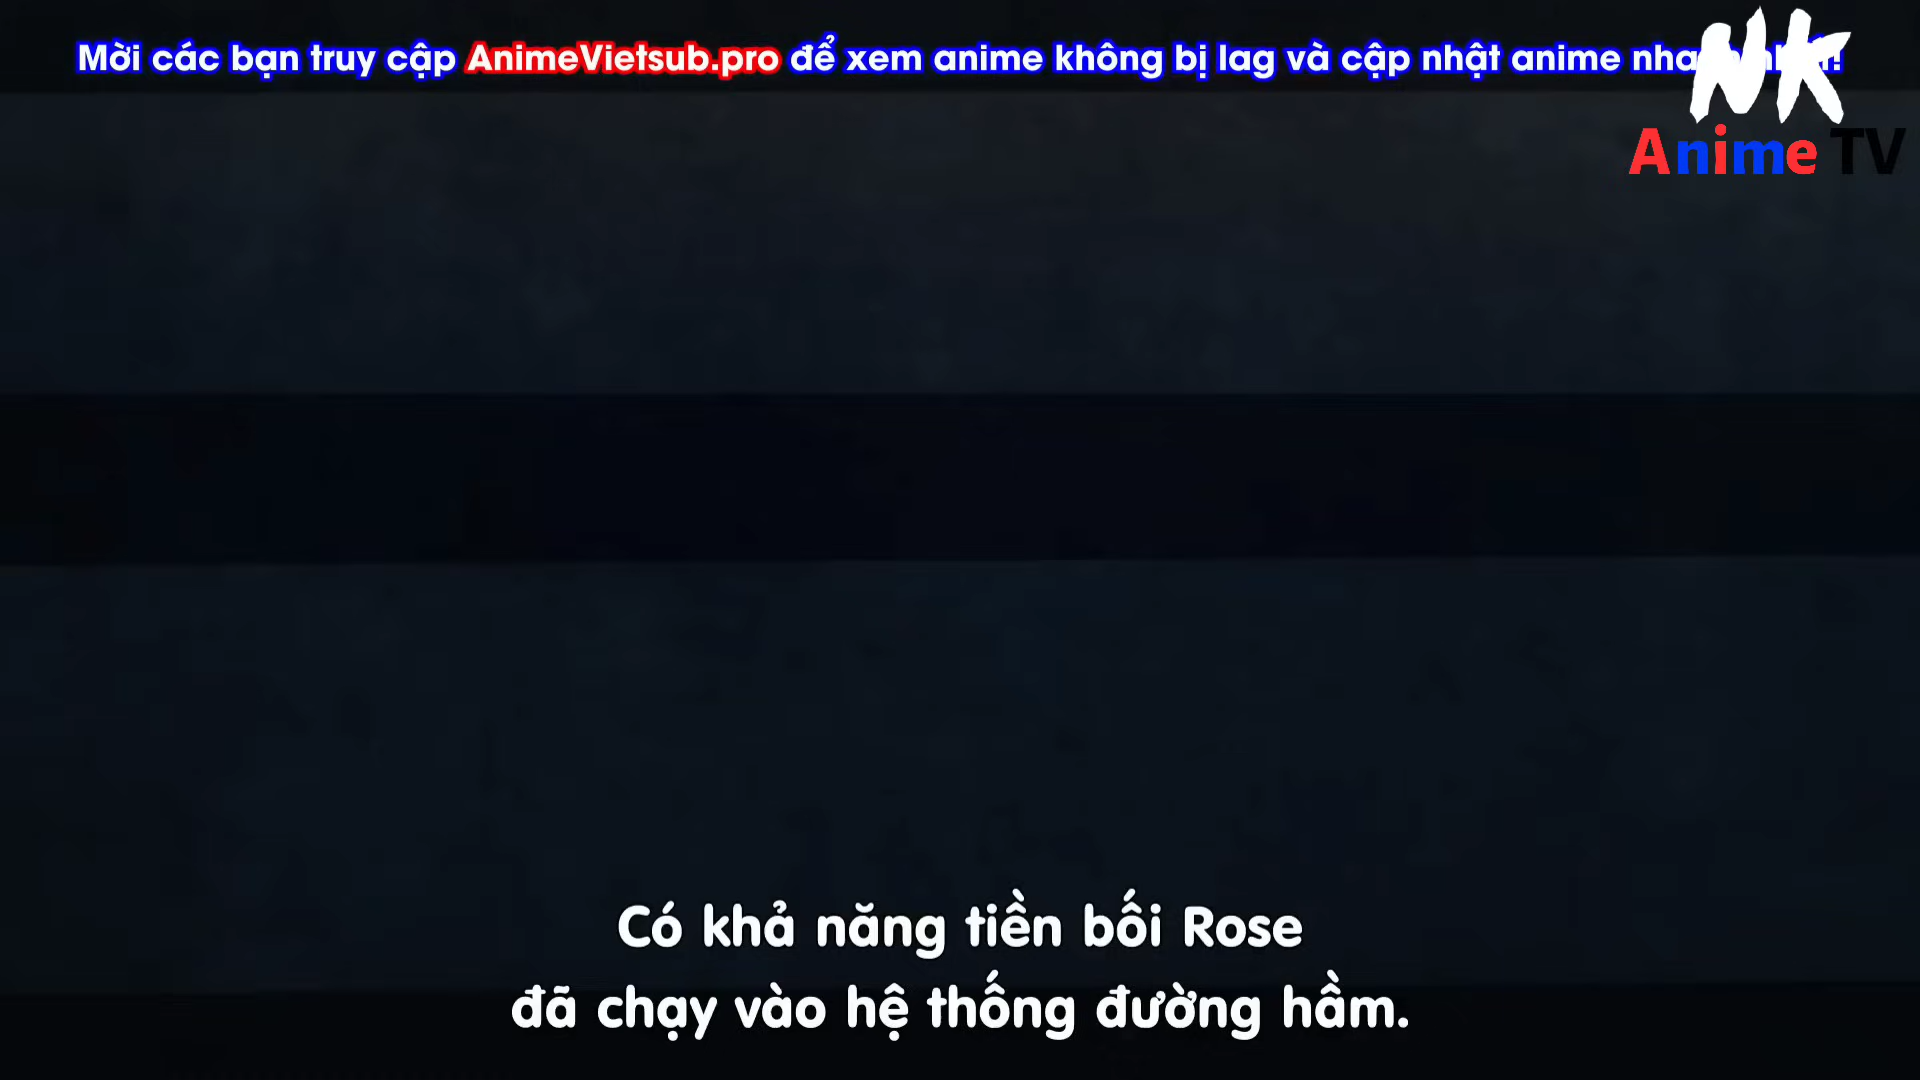 Mời các bạn truy cập AnimeVietsub.pro để xem anime không bị lag và cập nhật anime
NK
Anime TV
Có khả năng tiền bối Rose
đã chạy vào hệ thống đường hầm.